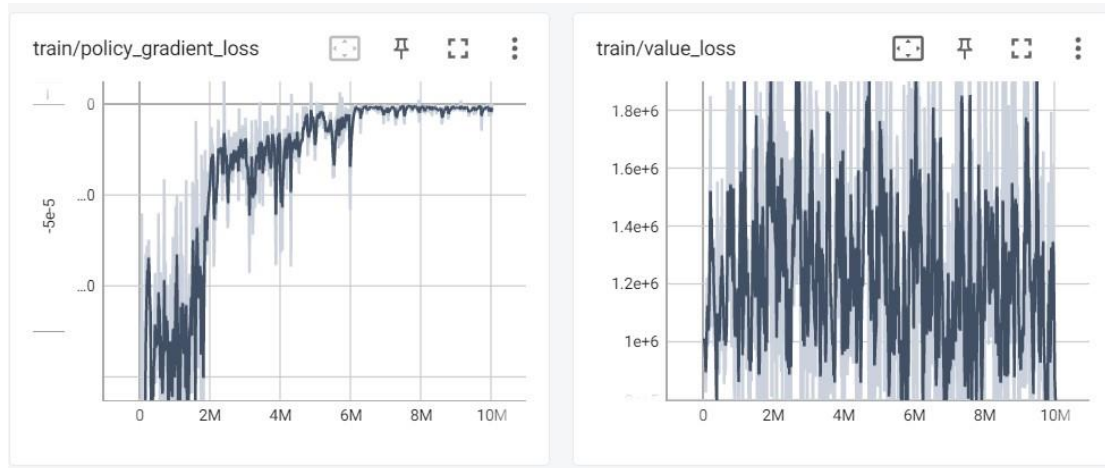 train/policy_gradient_loss
0
...0
...0
-5e-5
0 2M 4M 6M 8M 10M
train/value_loss
1.8e+6
1.6e+6
1.4e+6
1.2e+6
1e+6
0 2M 4M 6M 8M 10M